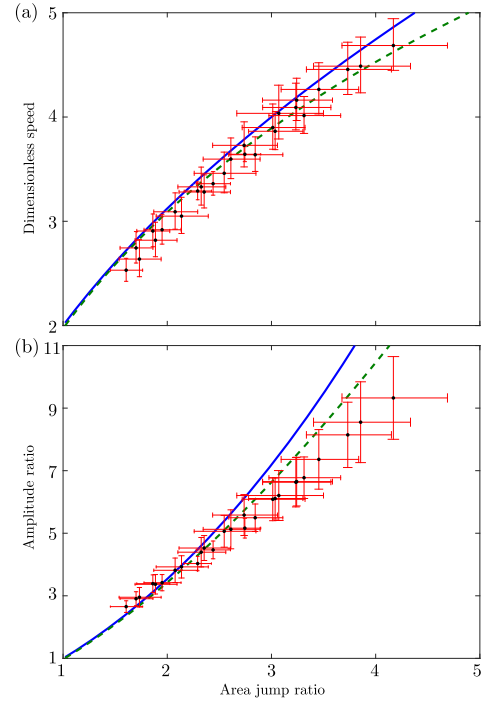 (a)
5
4
3
2
Dimensionless speed
(b)
11
9
7
5
3
1
Amplitude ratio
1 2 3 4 5
Area jump ratio